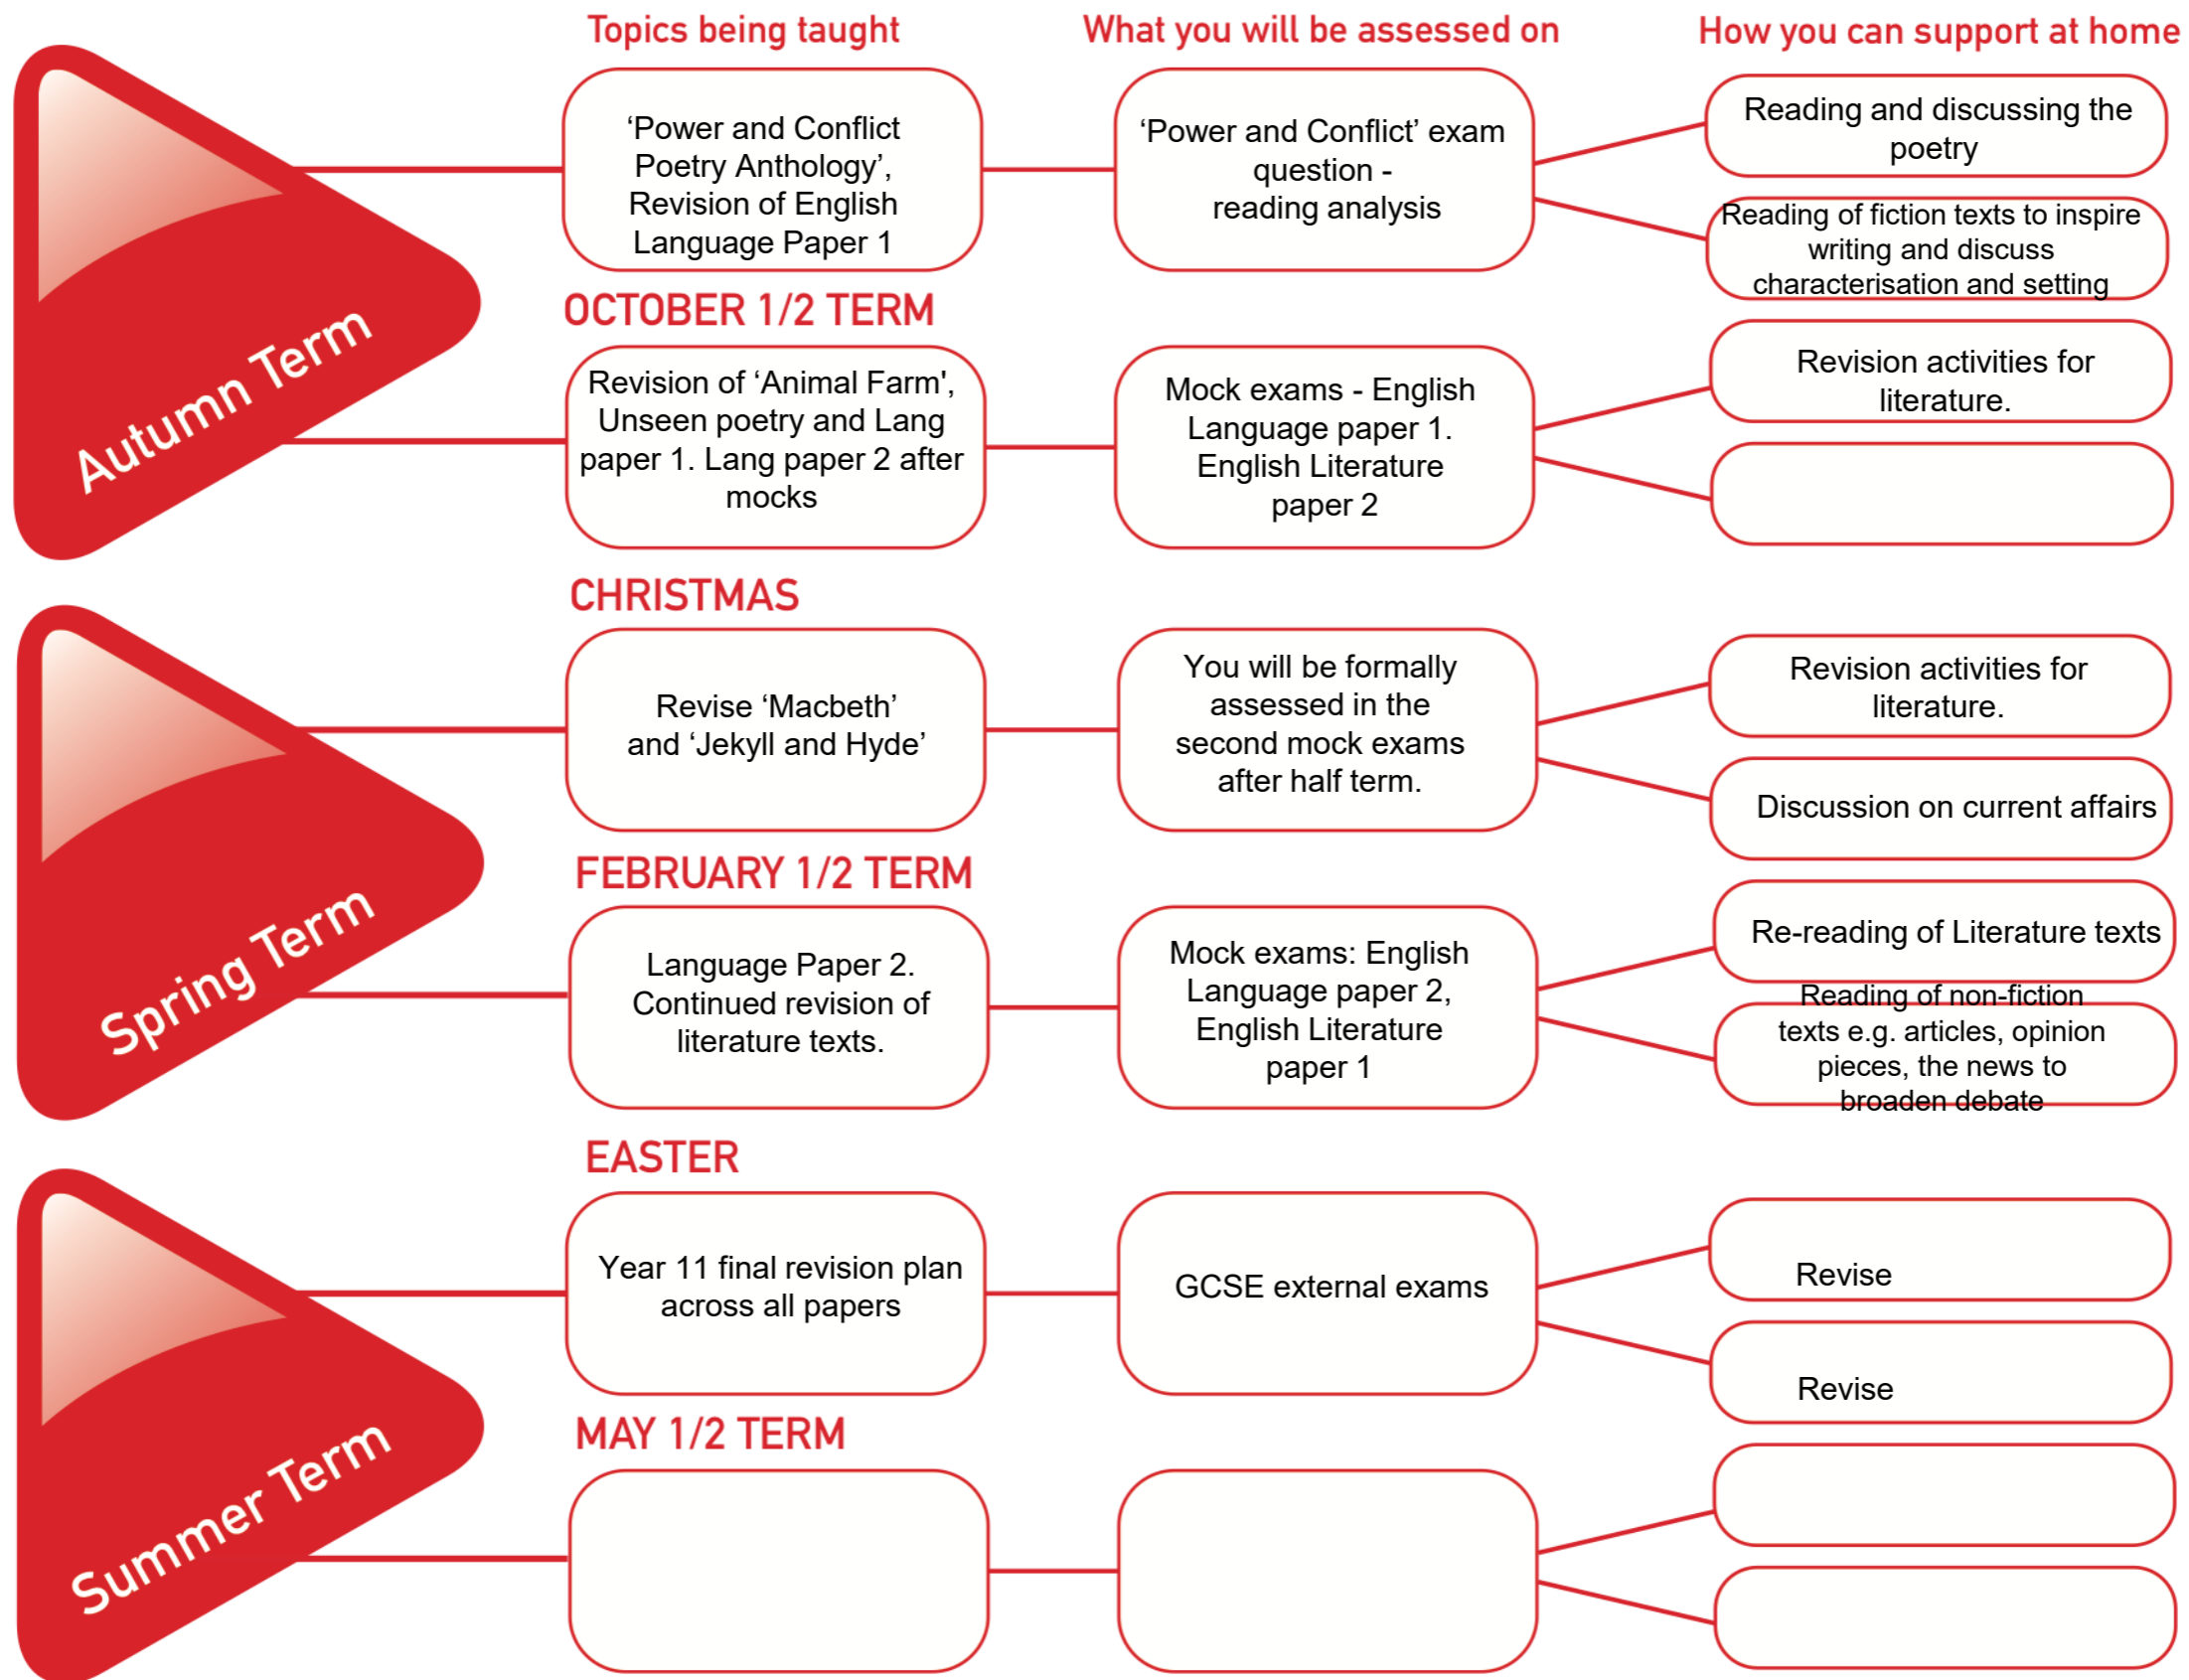 Topics being taught
What you will be assessed on
How you can support at home
Autumn Term
‘Power and Conflict
Poetry Anthology’,
Revision of English
Language Paper 1
‘Power and Conflict’ exam
question -
reading analysis
Reading and discussing the
poetry
Reading of fiction texts to inspire
writing and discuss
characterisation and setting
OCTOBER 1/2 TERM
Revision of ‘Animal Farm',
Unseen poetry and Lang
paper 1. Lang paper 2 after
mocks
Mock exams - English
Language paper 1.
English Literature
paper 2
Revision activities for
literature.
CHRISTMAS
Spring Term
Revise ‘Macbeth’
and ‘Jekyll and Hyde’
You will be formally
assessed in the
second mock exams
after half term.
Revision activities for
literature.
Discussion on current affairs
FEBRUARY 1/2 TERM
Language Paper 2.
Continued revision of
literature texts.
Mock exams: English
Language paper 2,
English Literature
paper 1
Re-reading of Literature texts
Reading of non-fiction
texts e.g. articles, opinion
pieces, the news to
broaden debate
EASTER
Summer Term
Year 11 final revision plan
across all papers
GCSE external exams
Revise
Revise
MAY 1/2 TERM